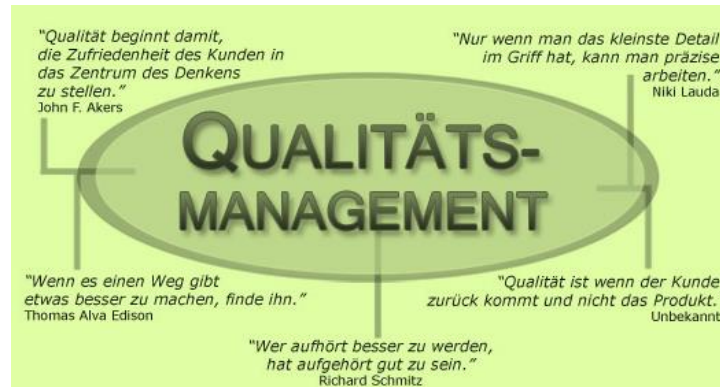 “Qualität beginnt damit,
die Zufriedenheit des Kunden in
das Zentrum des Denkens
zu stellen.”
John F. Akers
“Nur wenn man das kleinste Detail
im Griff hat, kann man präzise
arbeiten.”
Niki Lauda
QUALITÄTS-
MANAGEMENT
“Wenn es einen Weg gibt
etwas besser zu machen, finde ihn.”
Thomas Alva Edison
“Qualität ist wenn der Kunde
zurück kommt und nicht das Produkt.
Unbekannt
“Wer aufhört besser zu werden,
hat aufgehört gut zu sein.”
Richard Schmitz